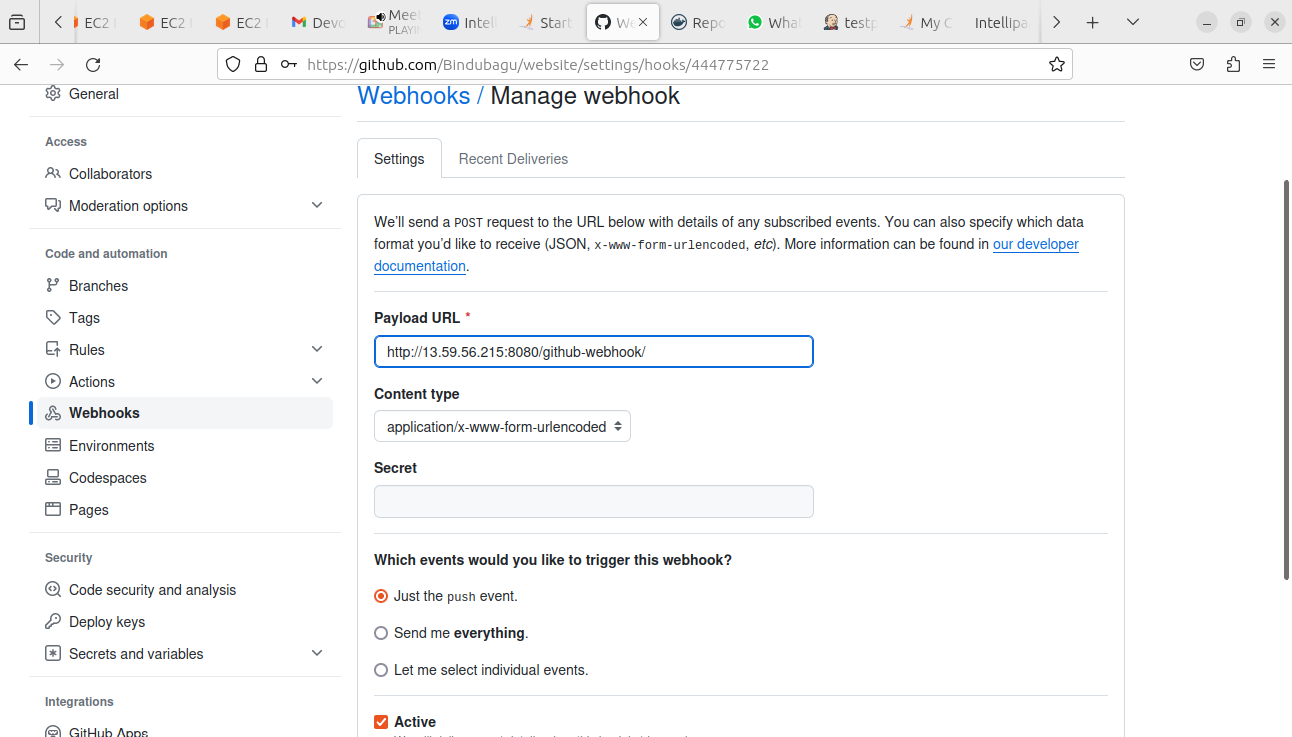 EC2
EC2
EC2
Devo
Mee
PLAYIN
Intell
Start
We
Repo
What
testp
My C
Intellipa
https://github.com/Bindubagu/website/settings/hooks/444775722
General
Access
Collaborators
Moderation options
Code and automation
Branches
Tags
Rules
Actions
Webhooks
Environments
Codespaces
Pages
Security
Code security and analysis
Deploy keys
Secrets and variables
Integrations
GitHub Apps
Webhooks / Manage webhook
Settings
Recent Deliveries
We'll send a POST request to the URL below with details of any subscribed events. You can also specify which data
format you'd like to receive (JSON, x-www-form-urlencoded, etc). More information can be found in our developer
documentation.
Payload URL *
http://13.59.56.215:8080/github-webhook/
Content type
application/x-www-form-urlencoded
Secret
Which events would you like to trigger this webhook?
Just the push event.
Send me everything.
Let me select individual events.
Active